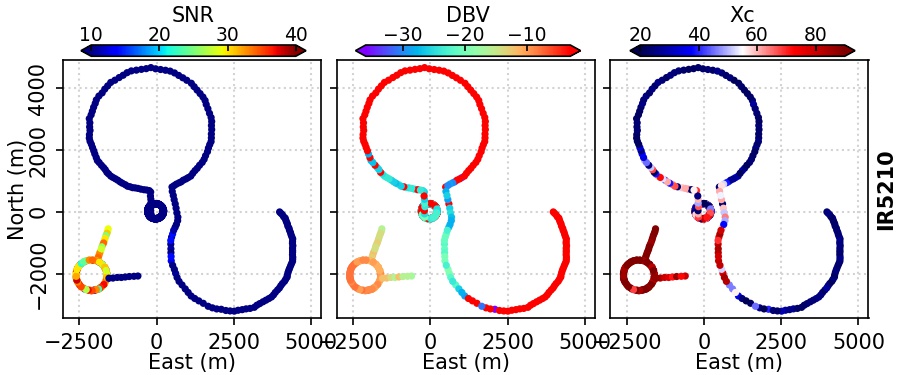 SNR DBV Xc
10 20 30 40 −30 −20 −10 20 40 60 80
4000
2000
0
−2000
North (m)
IR5210
−2500 0 2500 5000 −2500 0 2500 5000 −2500 0 2500
East (m) East (m) East (m)